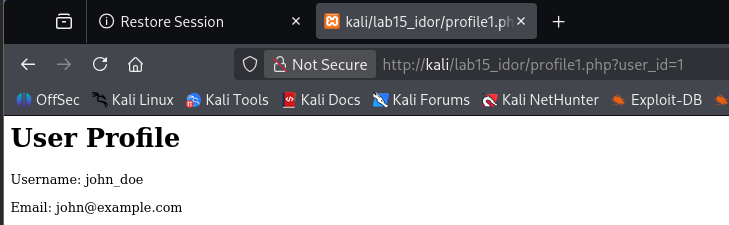 Restore Session
kali/lab15_idor/profile1.ph
Not Secure http://kali/lab15_idor/profile1.php?user_id=1
OffSec Kali Linux Kali Tools Kali Docs Kali Forums Kali NetHunter Exploit-DB
User Profile
Username: john_doe
Email: john@example.com